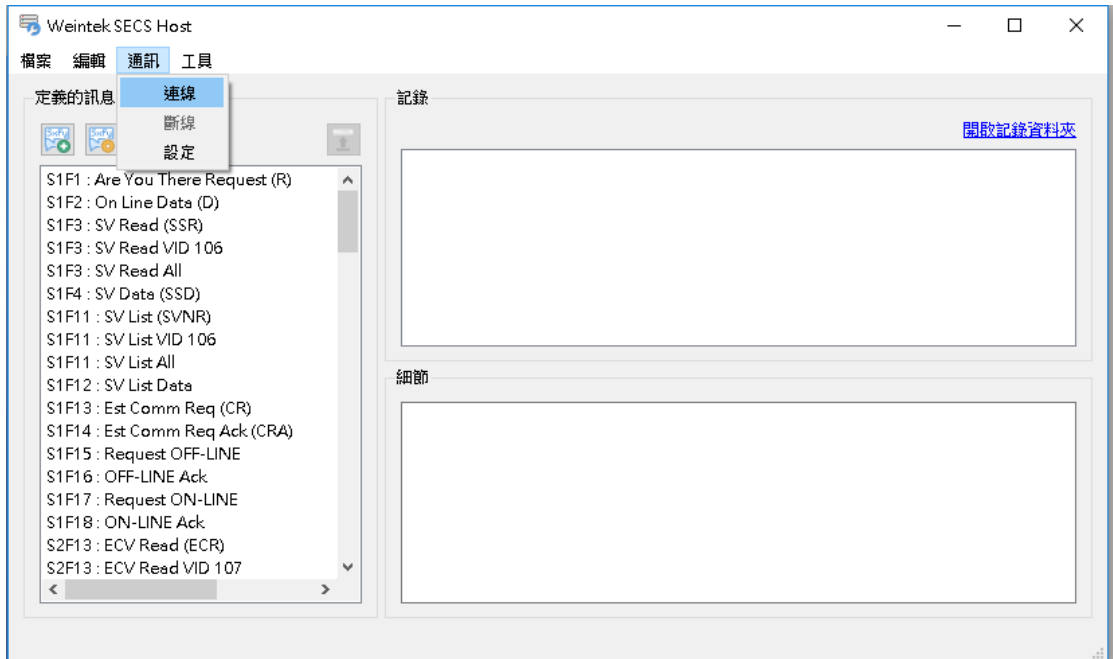 Weintek SECS Host
檔案 編輯 通訊 工具
連線
斷線
設定
定義的訊息
SxFy SxFy
S1F1 : Are You There Request (R)
S1F2 : On Line Data (D)
S1F3 : SV Read (SSR)
S1F3 : SV Read VID 106
S1F3 : SV Read All
S1F4 : SV Data (SSD)
S1F11 : SV List (SVNR)
S1F11 : SV List VID 106
S1F11 : SV List All
S1F12 : SV List Data
S1F13 : Est Comm Req (CR)
S1F14 : Est Comm Req Ack (CRA)
S1F15 : Request OFF-LINE
S1F16 : OFF-LINE Ack
S1F17 : Request ON-LINE
S1F18 : ON-LINE Ack
S2F13 : ECV Read (ECR)
S2F13 : ECV Read VID 107
記錄
開啟記錄資料夾
細節